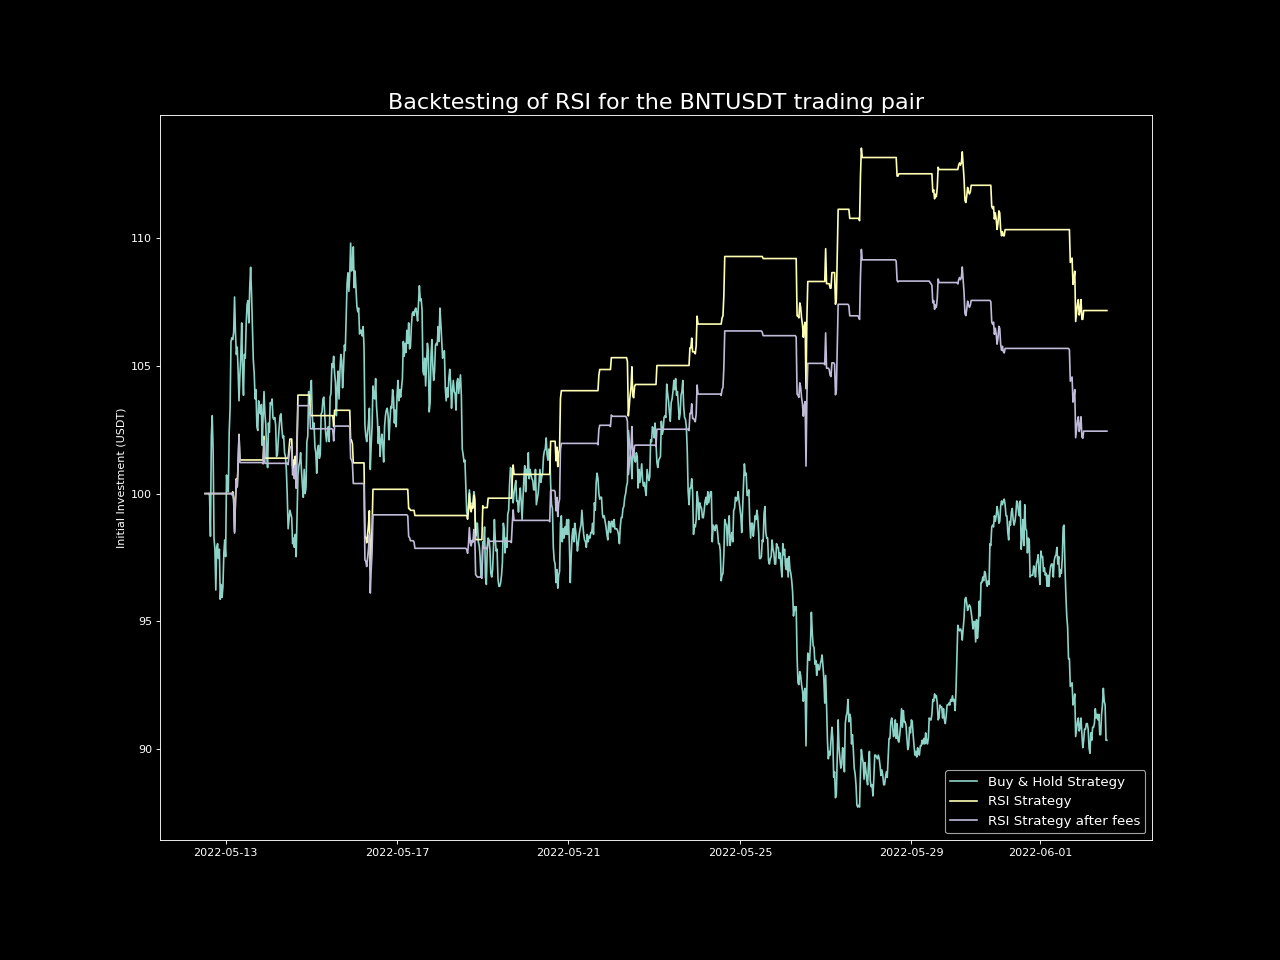 Backtesting of RSI for the BNTUSDT trading pair
Initial Investment (USDT)
110
105
100
95
90
2022-05-13
2022-05-17
2022-05-21
2022-05-25
2022-05-29
2022-06-01
Buy & Hold Strategy
RSI Strategy
RSI Strategy after fees